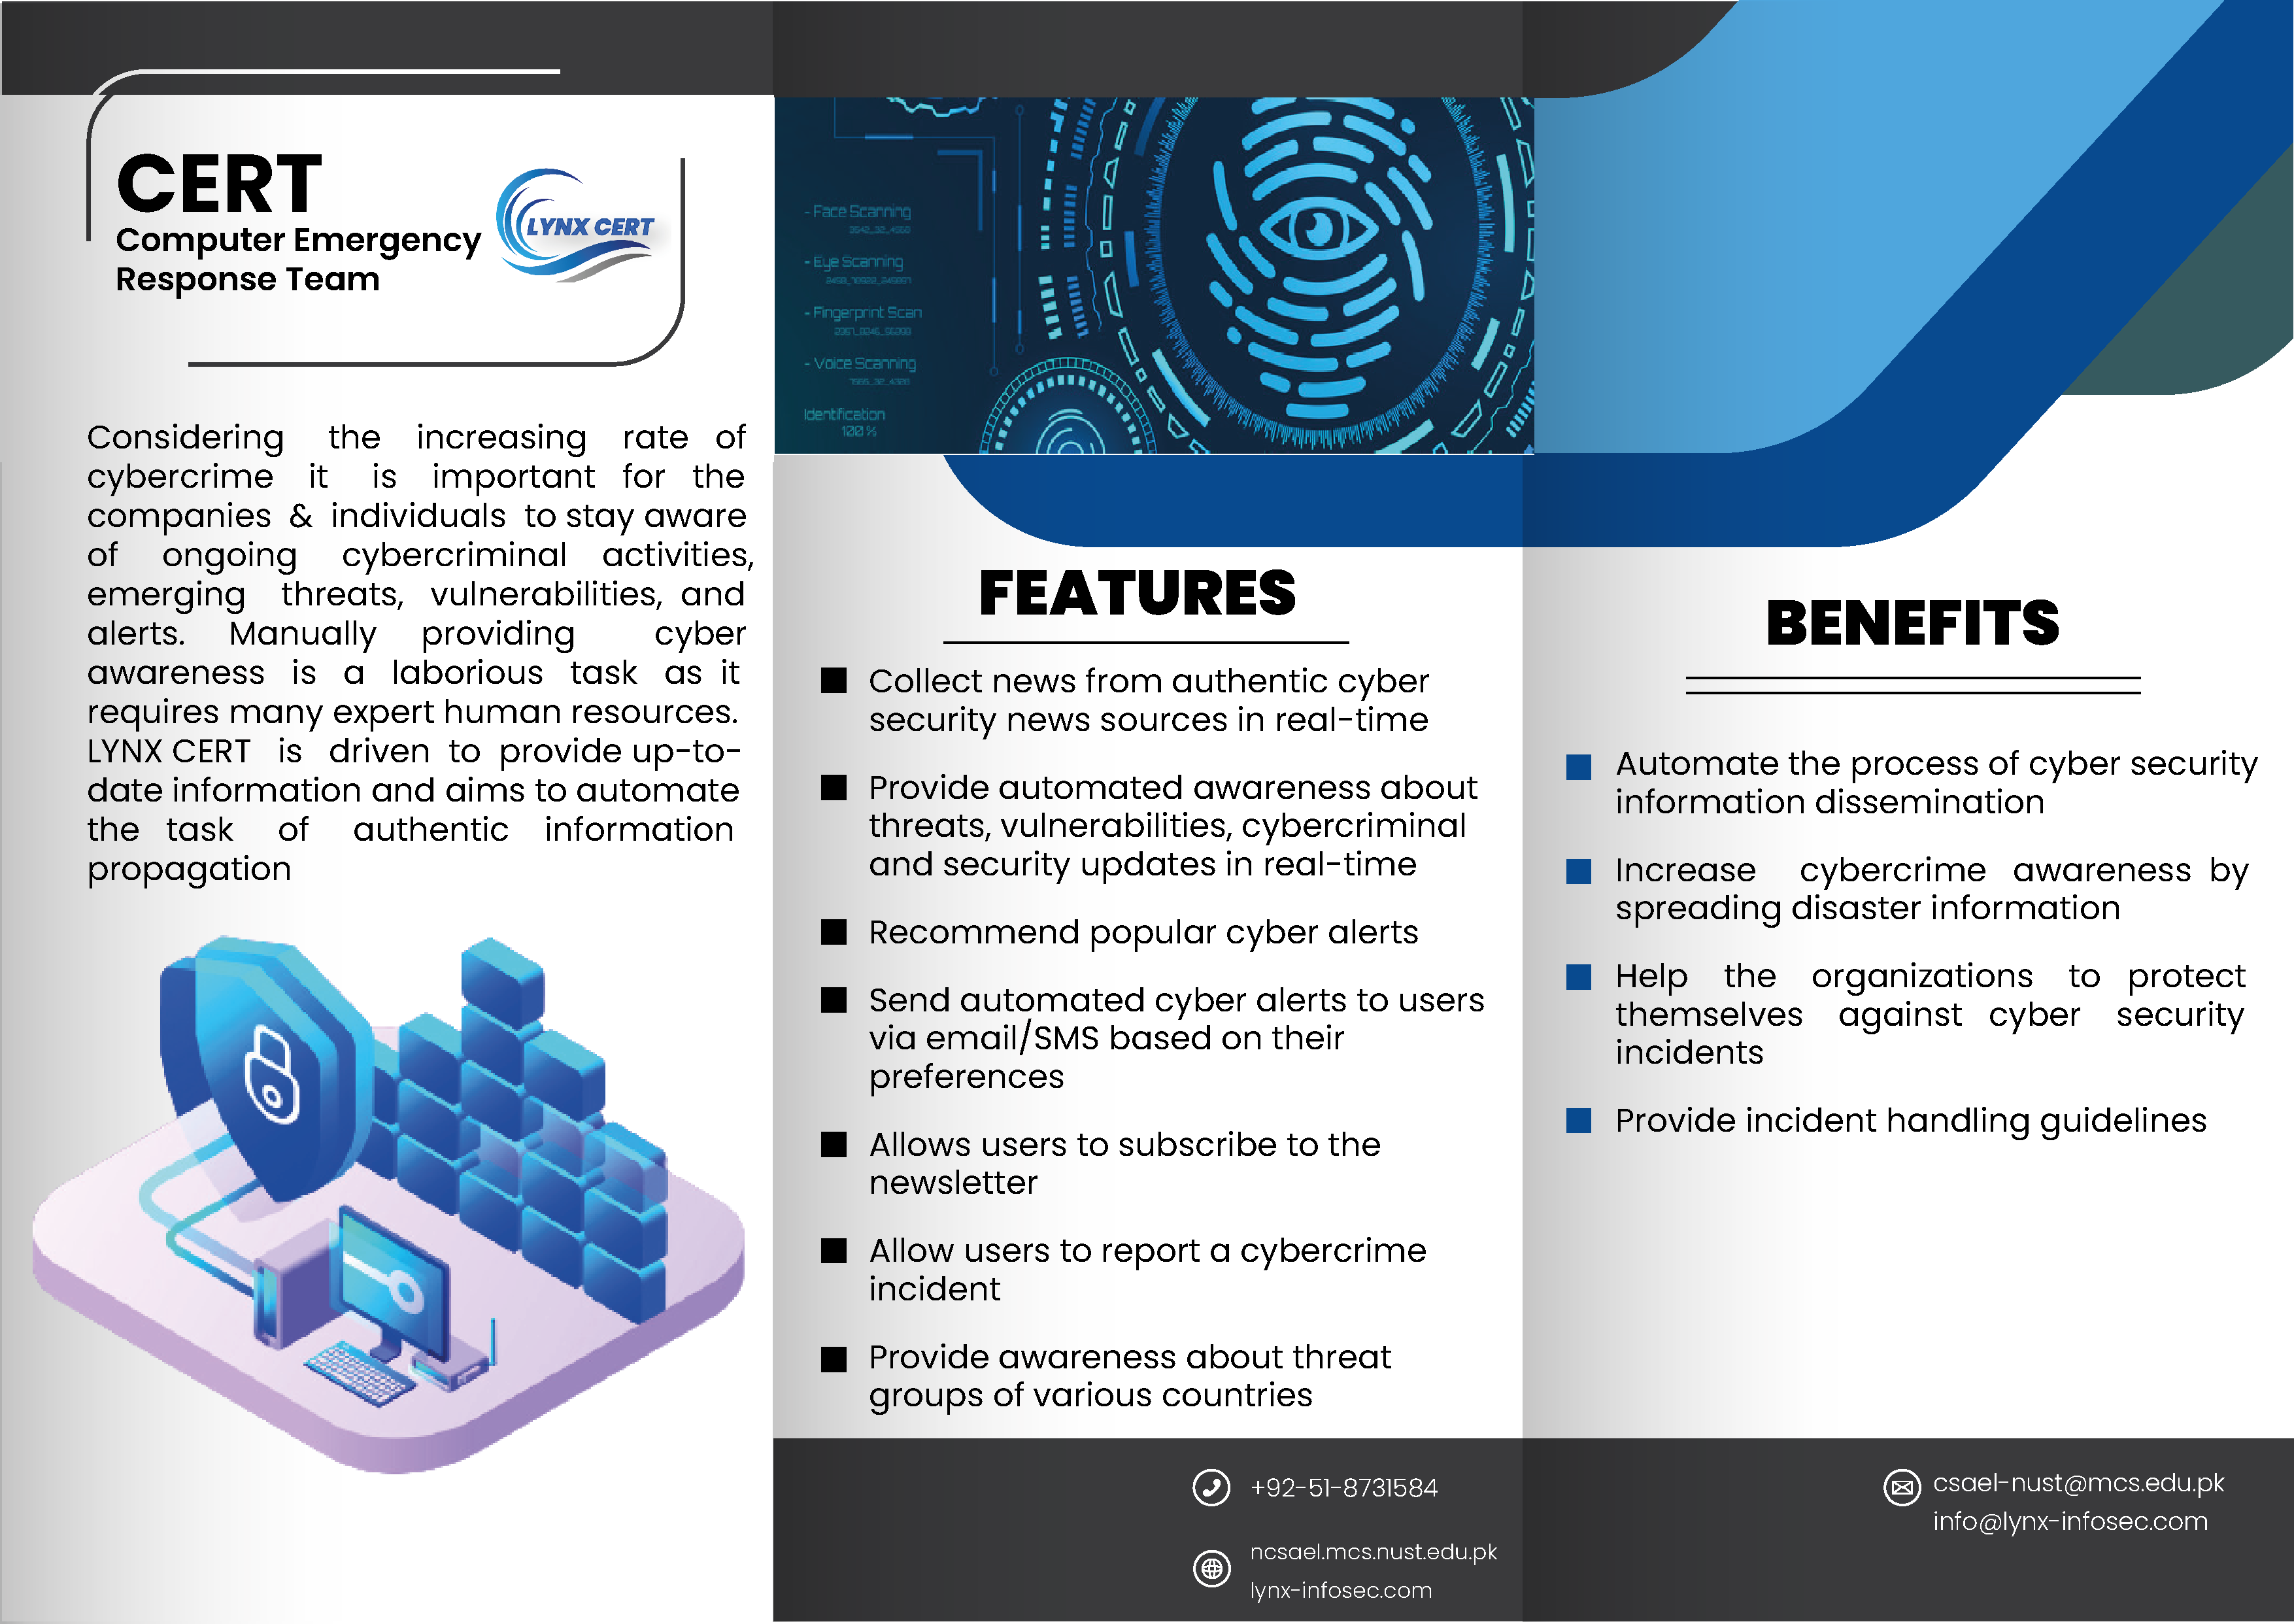 CERT
Computer Emergency
Response Team
LYNX CERT
Considering the increasing rate of
cybercrime it is important for the
companies & individuals to stay aware
of ongoing cybercriminal activities,
emerging threats, vulnerabilities, and
alerts. Manually providing cyber
awareness is a laborious task as it
requires many expert human resources.
LYNX CERT is driven to provide up-to-
date information and aims to automate
the task of authentic information
propagation
- Face Scanning
- Eye Scanning
- Fingerprint Scan
- Voice Scanning
Identification
100 %
FEATURES
Collect news from authentic cyber
security news sources in real-time
Provide automated awareness about
threats, vulnerabilities, cybercriminal
and security updates in real-time
Recommend popular cyber alerts
Send automated cyber alerts to users
via email/SMS based on their
preferences
Allows users to subscribe to the
newsletter
Allow users to report a cybercrime
incident
Provide awareness about threat
groups of various countries
+92-51-8731584
ncsael.mcs.nust.edu.pk
lynx-infosec.com
BENEFITS
Automate the process of cyber security
information dissemination
Increase cybercrime awareness by
spreading disaster information
Help the organizations to protect
themselves against cyber security
incidents
Provide incident handling guidelines
csael-nust@mcs.edu.pk
info@lynx-infosec.com